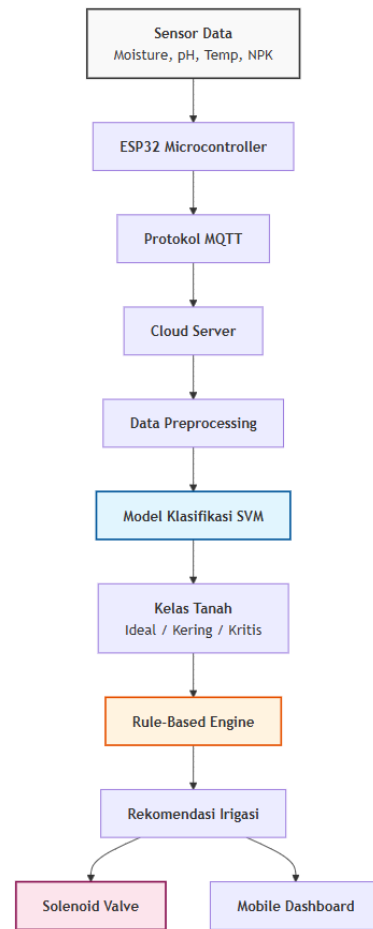 Sensor Data
Moisture, pH, Temp, NPK
ESP32 Microcontroller
Protokol MQTT
Cloud Server
Data Preprocessing
Model Klasifikasi SVM
Kelas Tanah
Ideal / Kering / Kritis
Rule-Based Engine
Rekomendasi Irigasi
Solenoid Valve
Mobile Dashboard